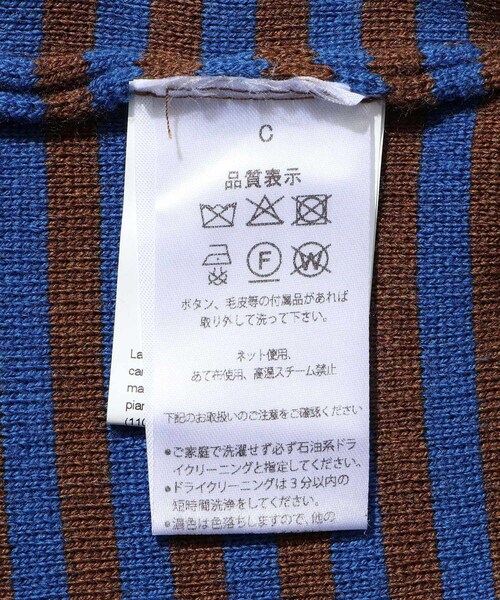 C
品質表示
F W
ボタン、毛皮等の付属品があれば
取り外して洗って下さい。
ネット使用、
あて布使用、高温スチーム禁止
下記のお取扱いのご注意をご確認ください
●ご家庭で洗濯せず必ず石油系ドラ
イクリーニングと指定してください。
●ドライクリーニングは3分以内の
短時間洗浄をしてください。
●濃色は色落ちしますので、他の
La
car
ma
pian
(110